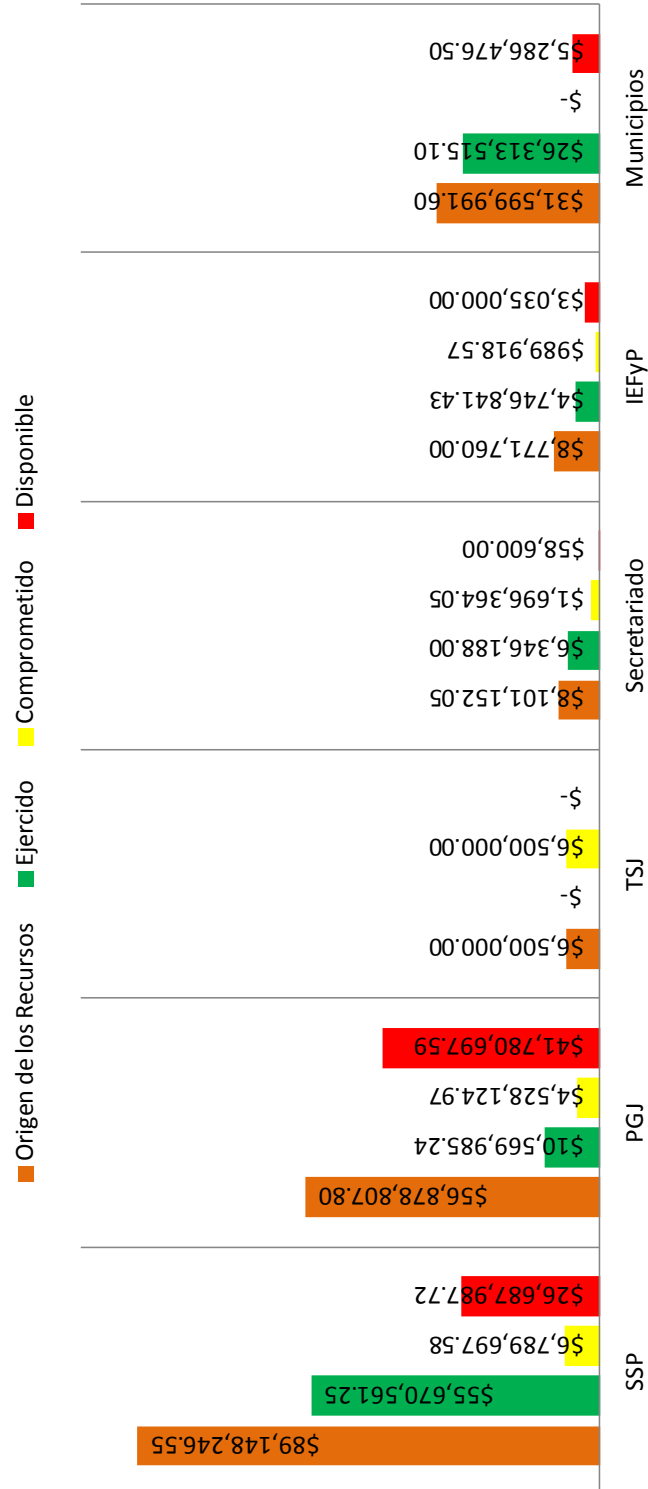 Origen de los Recursos
Ejercido
Comprometido
Disponible
$89,148,246.55
$55,670,561.25
$6,789,697.58
$26,687,987.72
SSP
$56,878,807.80
$10,569,985.24
$4,528,124.97
$41,780,697.59
PGJ
$6,500,000.00
$-
$6,500,000.00
$-
TSJ
$8,101,152.05
$6,346,188.00
$1,696,364.05
$58,600.00
Secretariado
$8,771,760.00
$4,746,841.43
$989,918.57
$3,035,000.00
IEFyP
$31,599,991.60
$26,313,515.10
$-
$5,286,476.50
Municipios